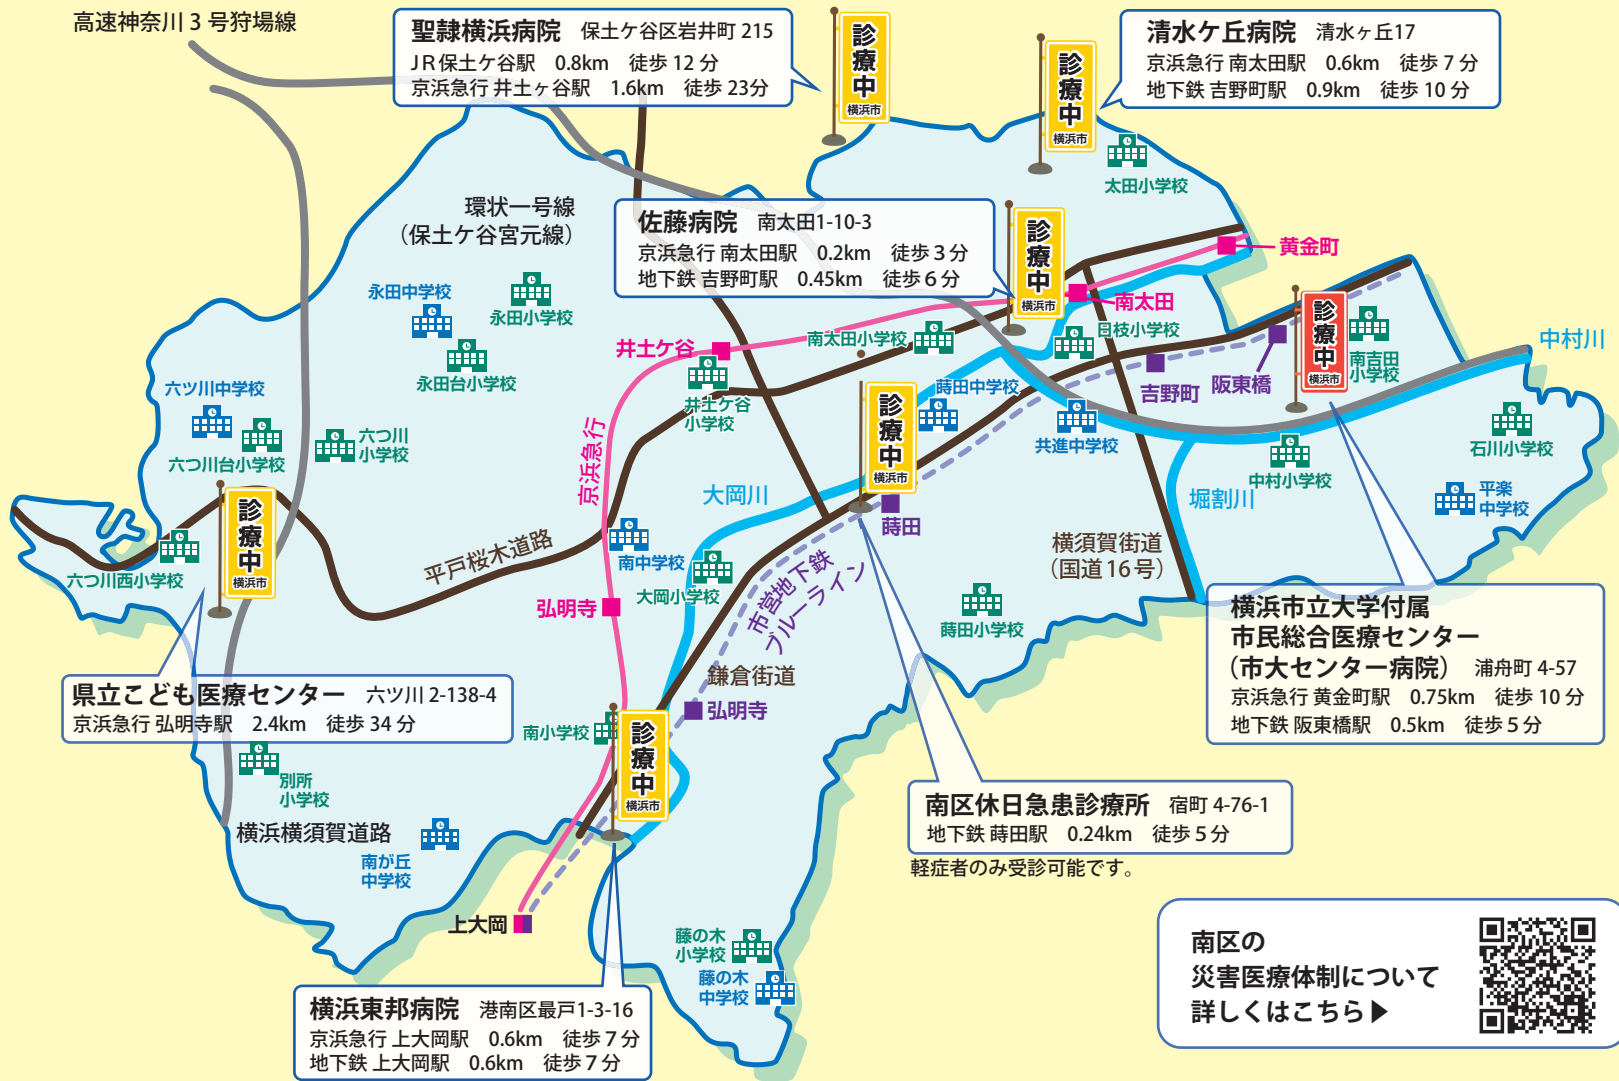 高速神奈川3号狩場線
聖隷横浜病院 保土ケ谷区岩井町 215
JR保土ケ谷駅 0.8km 徒歩 12 分
京浜急行 井土ヶ谷駅 1.6km 徒歩 23分
診療中
横浜市
診療中
横浜市
清水ケ丘病院 清水ヶ丘17
京浜急行 南太田駅 0.6km 徒歩 7 分
地下鉄 吉野町駅 0.9km 徒歩 10 分
太田小学校
環状一号線
（保土ケ谷宮元線）
佐藤病院 南太田1-10-3
京浜急行 南太田駅 0.2km 徒歩 3 分
地下鉄 吉野町駅 0.45km 徒歩 6 分
診療中
横浜市
黄金町
南太田
永田中学校
永田小学校
永田台小学校
井土ケ谷
南太田小学校
日枝小学校
診療中
横浜市
南吉田
小学校
中村川
吉野町
阪東橋
六ツ川中学校
六つ川台小学校
六つ川
小学校
井土ケ谷
小学校
蒔田中学校
診療中
横浜市
共進中学校
石川小学校
中村小学校
平楽
中学校
京浜急行
大岡川
堀割川
蒔田
診療中
横浜市
六つ川西小学校
平戸桜木道路
南中学校
大岡小学校
市営地下鉄
ブルーライン
横須賀街道
（国道16号）
弘明寺
蒔田小学校
横浜市立大学付属
市民総合医療センター
（市大センター病院） 浦舟町 4-57
京浜急行 黄金町駅 0.75km 徒歩 10 分
地下鉄 阪東橋駅 0.5km 徒歩 5 分
県立こども医療センター 六ツ川 2-138-4
京浜急行 弘明寺駅 2.4km 徒歩 34 分
鎌倉街道
弘明寺
南小学校
診療中
横浜市
別所
小学校
横浜横須賀道路
南が丘
中学校
南区休日急患診療所 宿町 4-76-1
地下鉄 蒔田駅 0.24km 徒歩 5 分
軽症者のみ受診可能です。
上大岡
藤の木
小学校
藤の木
中学校
横浜東邦病院 港南区最戸1-3-16
京浜急行 上大岡駅 0.6km 徒歩 7 分
地下鉄 上大岡駅 0.6km 徒歩 7 分
南区の
災害医療体制について
詳しくはこちら▶